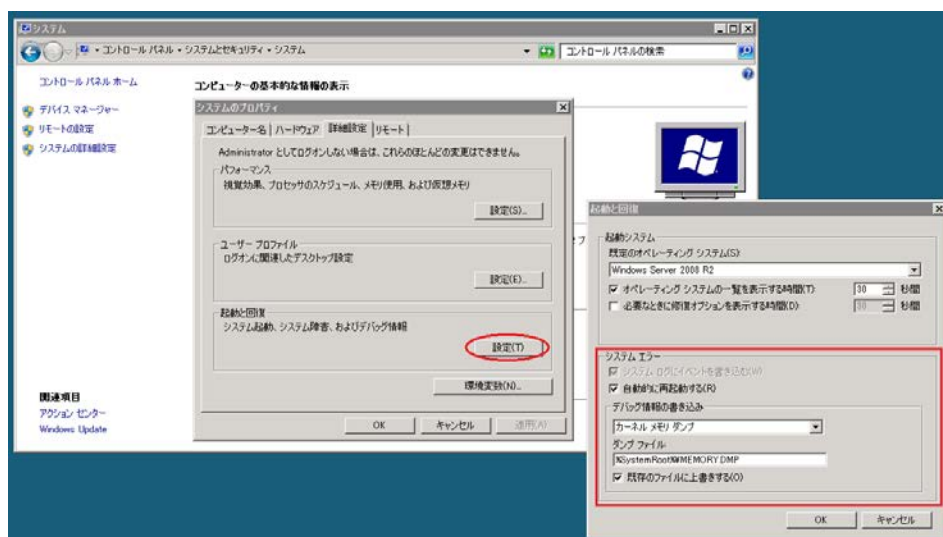 システム
コントロール パネル • システムとセキュリティ • システム
コントロール パネルの検索
コントロール パネル ホーム
デバイス マネージャー
リモートの設定
システムの詳細設定
関連項目
アクション センター
Windows Update
コンピューターの基本的な情報の表示
システムのプロパティ
コンピューター名
ハードウェア
詳細設定
リモート
Administrator としてログオンしない場合は、これらのほとんどの変更はできません。
パフォーマンス
視覚効果、プロセッサのスケジュール、メモリ使用、および仮想メモリ
設定(S)...
ユーザー プロファイル
ログオンに関連したデスクトップ設定
設定(E)...
起動と回復
システム起動、システム障害、およびデバッグ情報
設定(T)
環境変数(N)...
OK
キャンセル
適用(A)
起動と回復
起動システム
既定のオペレーティング システム(S):
Windows Server 2008 R2
オペレーティング システムの一覧を表示する時間(T):
30
秒間
必要なときに修復オプションを表示する時間(D):
30
秒間
システム エラー
システム ログにイベントを書き込む(W)
自動的に再起動する(R)
デバッグ情報の書き込み
カーネル メモリ ダンプ
ダンプ ファイル:
%SystemRoot%¥MEMORY.DMP
既存のファイルに上書きする(O)
OK
キャンセル